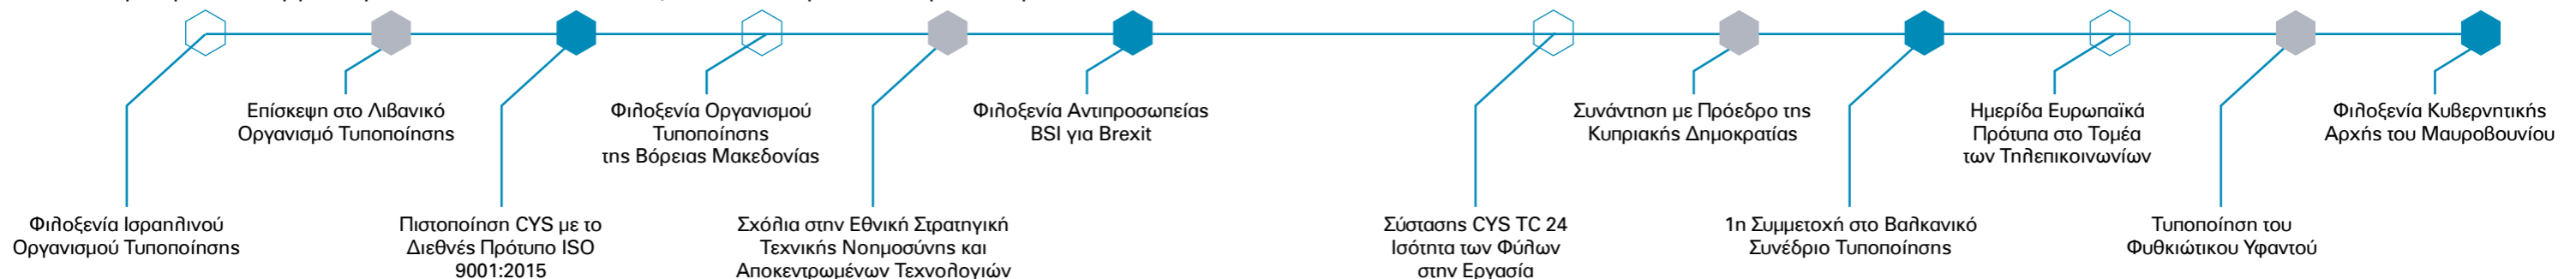 Φιλοξενία Ισραηλινού
Οργανισμού Τυποποίησης
Επίσκεψη στο Λιβανικό
Οργανισμό Τυποποίησης
Πιστοποίηση CYS με το
Διεθνές Πρότυπο ISO
9001:2015
Φιλοξενία Οργανισμού
Τυποποίησης
της Βόρειας Μακεδονίας
Σχόλια στην Εθνική Στρατηγική
Τεχνικής Νοημοσύνης και
Αποκεντρωμένων Τεχνολογιών
Φιλοξενία Αντιπροσωπείας
BSI για Brexit
Σύστασης CYS TC 24
Ισότητα των Φύλων
στην Εργασία
Συνάντηση με Πρόεδρο της
Κυπριακής Δημοκρατίας
1η Συμμετοχή στο Βαλκανικό
Συνέδριο Τυποποίησης
Ημερίδα Ευρωπαϊκά
Πρότυπα στο Τομέα
των Τηλεπικοινωνίων
Τυποποίηση του
Φυθκιώτικου Υφαντού
Φιλοξενία Κυβερνητικής
Αρχής του Μαυροβουνίου